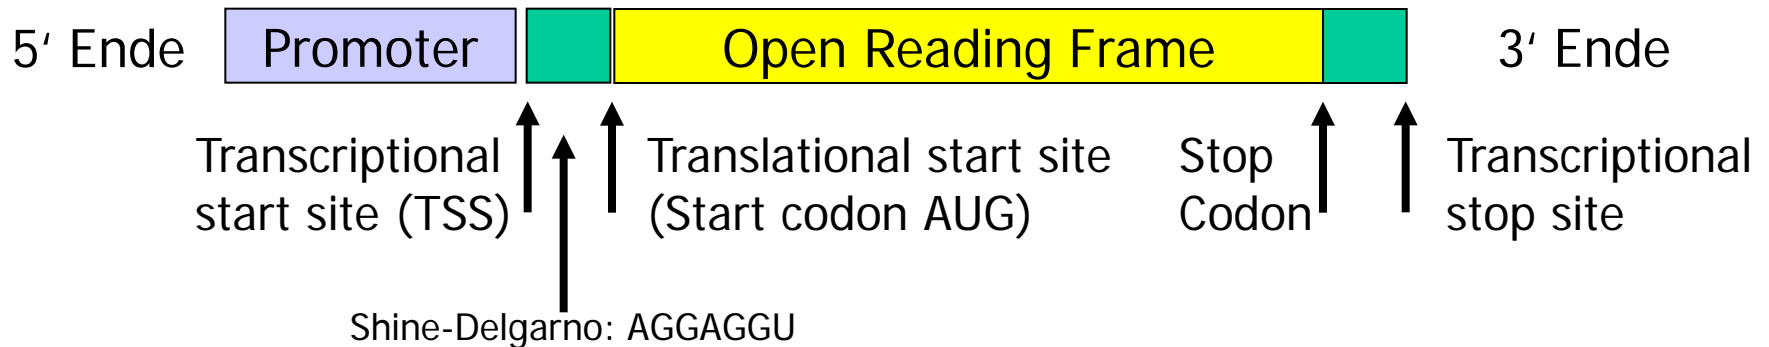 5‘ Ende Promoter Open Reading Frame 3‘ Ende
Transcriptional
start site (TSS)
Translational start site
(Start codon AUG)
Stop
Codon
Transcriptional
stop site
Shine-Delgarno: AGGAGGU